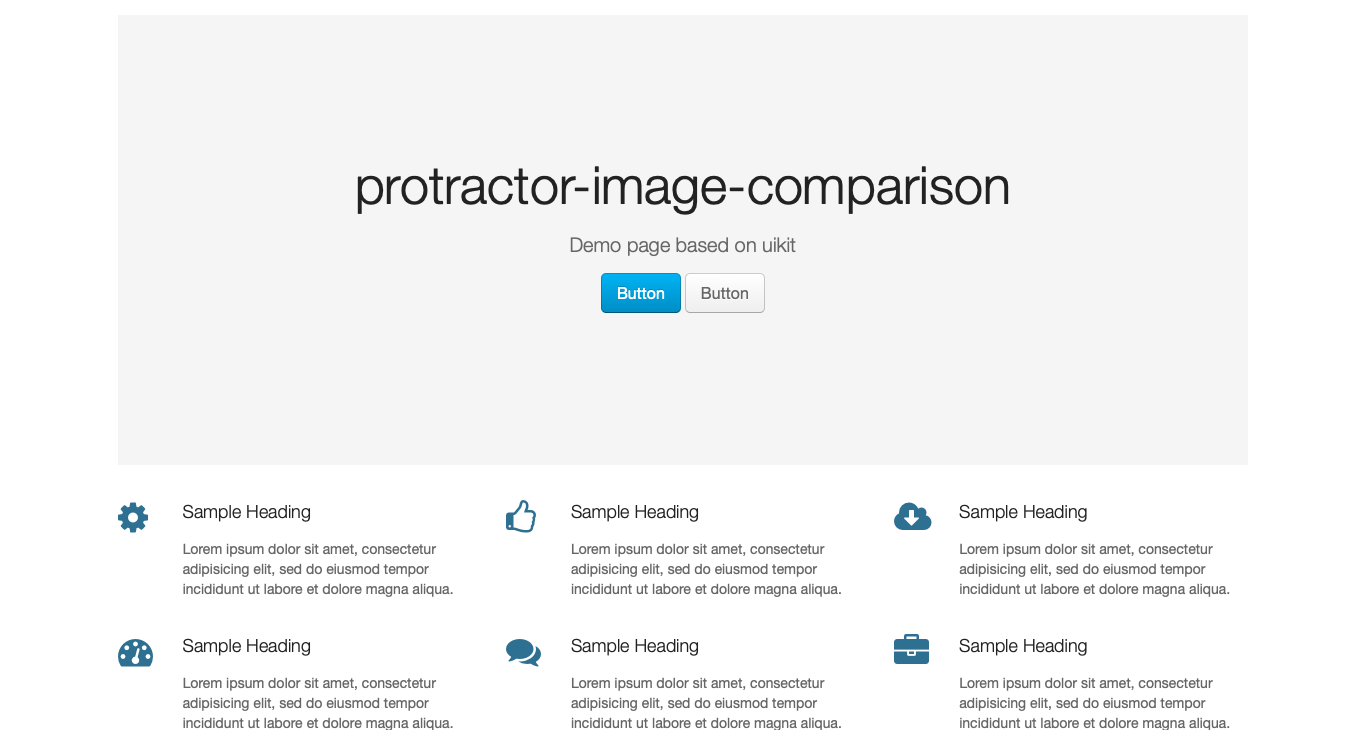 protractor-image-comparison
Demo page based on uikit
Button Button
Sample Heading
Lorem ipsum dolor sit amet, consectetur
adipisicing elit, sed do eiusmod tempor
incididunt ut labore et dolore magna aliqua.
Sample Heading
Lorem ipsum dolor sit amet, consectetur
adipisicing elit, sed do eiusmod tempor
incididunt ut labore et dolore magna aliqua.
Sample Heading
Lorem ipsum dolor sit amet, consectetur
adipisicing elit, sed do eiusmod tempor
incididunt ut labore et dolore magna aliqua.
Sample Heading
Lorem ipsum dolor sit amet, consectetur
adipisicing elit, sed do eiusmod tempor
incididunt ut labore et dolore magna aliqua.
Sample Heading
Lorem ipsum dolor sit amet, consectetur
adipisicing elit, sed do eiusmod tempor
incididunt ut labore et dolore magna aliqua.
Sample Heading
Lorem ipsum dolor sit amet, consectetur
adipisicing elit, sed do eiusmod tempor
incididunt ut labore et dolore magna aliqua.